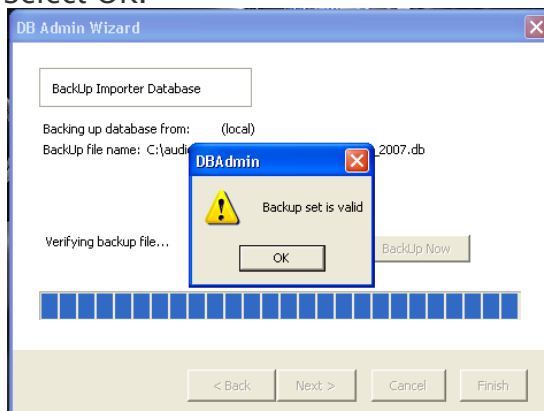 Select OK.
DB Admin Wizard
BackUp Importer Database
Backing up database from: (local)
BackUp file name: C:\audi _2007.db
DBAdmin
Backup set is valid
OK
Verifying backup file...
BackUp Now
< Back Next > Cancel Finish